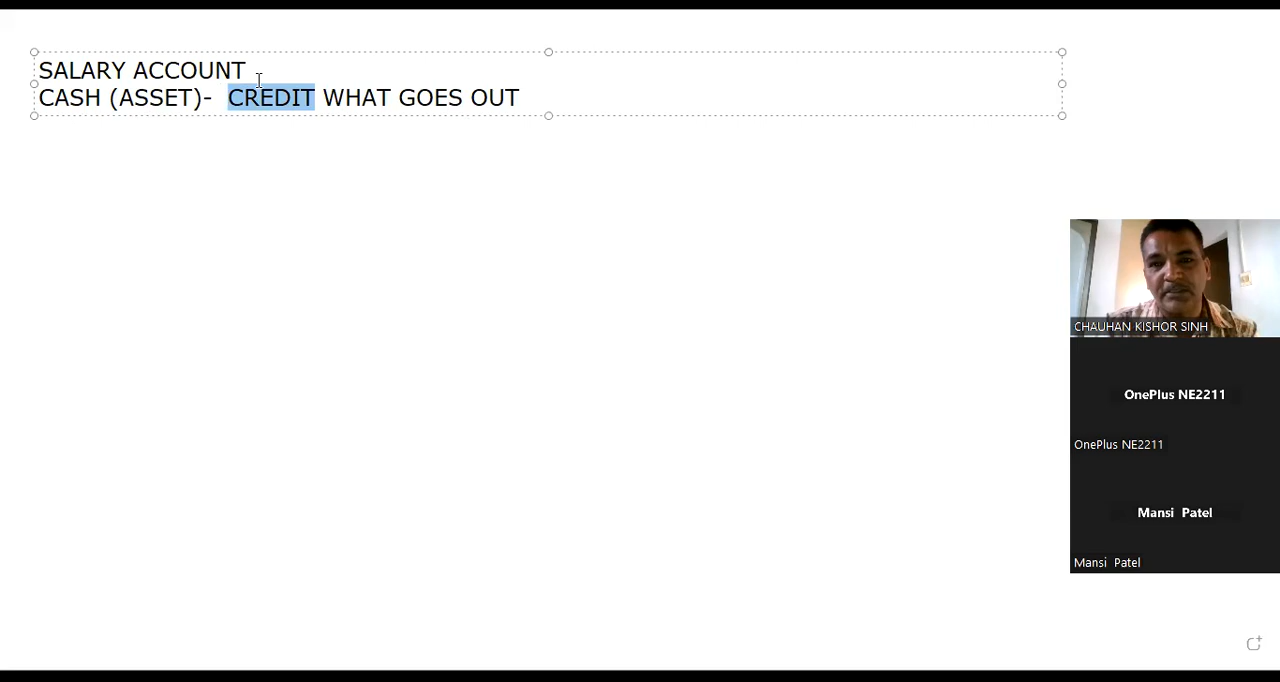 SALARY ACCOUNT
CASH (ASSET)-  CREDIT WHAT GOES OUT
CHAUHAN KISHOR SINH
OnePlus NE2211
OnePlus NE2211
Mansi  Patel
Mansi  Patel